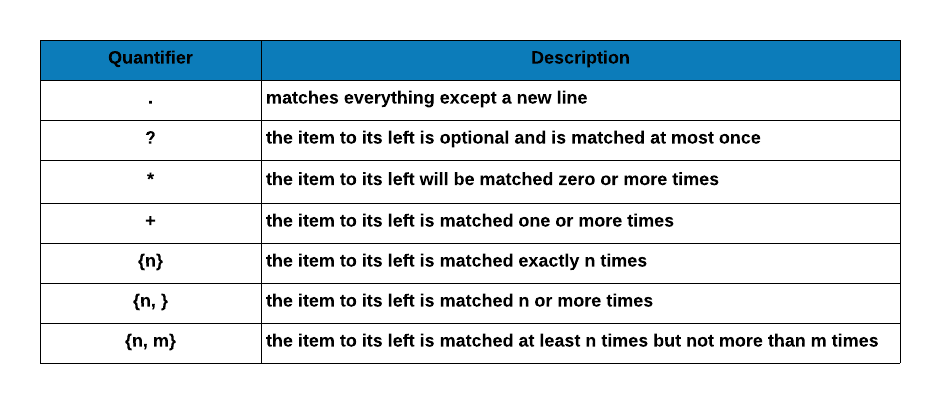 Quantifier Description
. matches everything except a new line
? the item to its left is optional and is matched at most once
* the item to its left will be matched zero or more times
+ the item to its left is matched one or more times
{n} the item to its left is matched exactly n times
{n, } the item to its left is matched n or more times
{n, m} the item to its left is matched at least n times but not more than m times